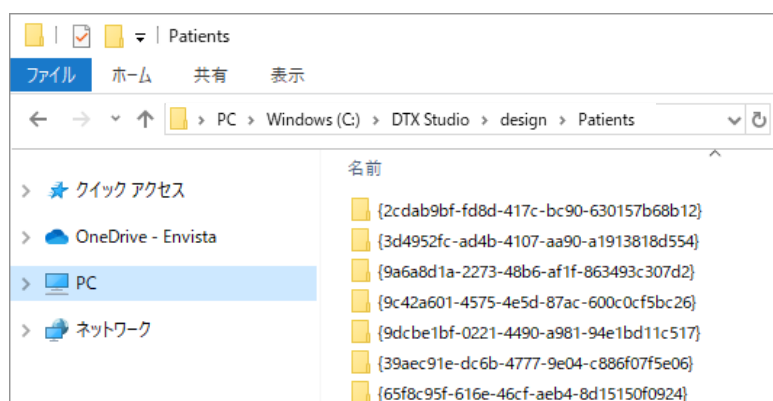 Patients
ファイル ホーム 共有 表示
PC > Windows (C:) > DTX Studio > design > Patients
名前
クイック アクセス
OneDrive - Envista
PC
ネットワーク
{2cdab9bf-fd8d-417c-bc90-630157b68b12}
{3d4952fc-ad4b-4107-aa90-a1913818d554}
{9a6a8d1a-2273-48b6-af1f-863493c307d2}
{9c42a601-4575-4e5d-87ac-600c0cf5bc26}
{9dcbe1bf-0221-4490-a981-94e1bd11c517}
{39aec91e-dc6b-4777-9e04-c886f07f5e06}
{65f8c95f-616e-46cf-aeb4-8d15150f0924}